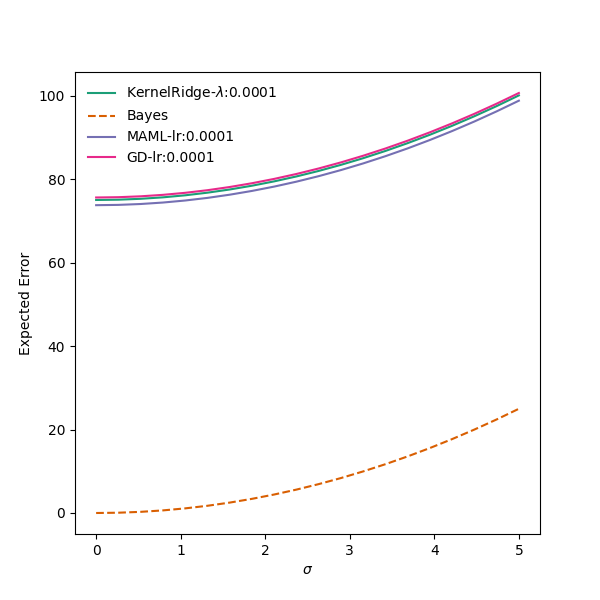 KernelRidge-λ:0.0001
Bayes
MAML-lr:0.0001
GD-lr:0.0001
100
80
60
40
20
0
Expected Error
0 1 2 3 4 5
σ